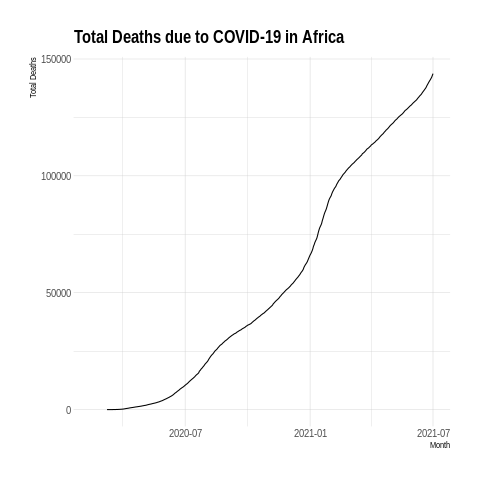 Total Deaths due to COVID-19 in Africa
Total Deaths
150000
100000
50000
0
2020-07 2021-01 2021-07
Month